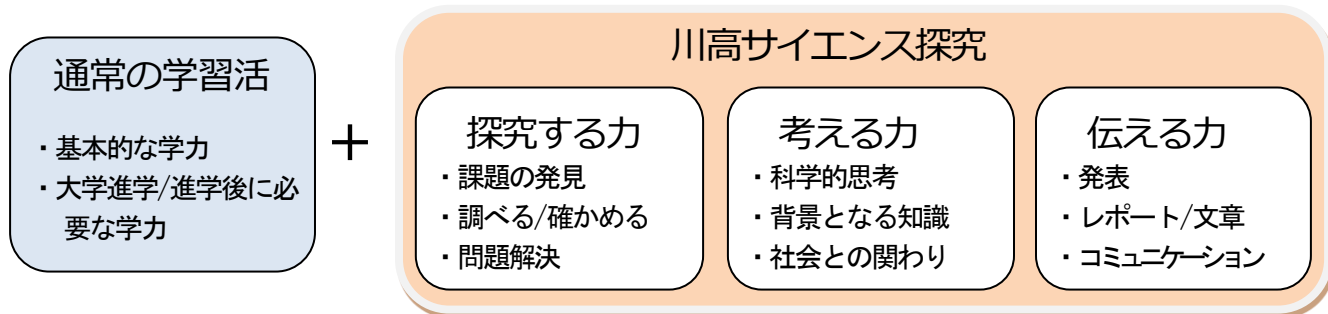 通常の学習活
・基本的な学力
・大学進学/進学後に必
要な学力
＋
川高サイエンス探究
探究する力
・課題の発見
・調べる/確かめる
・問題解決
考える力
・科学的思考
・背景となる知識
・社会との関わり
伝える力
・発表
・レポート/文章
・コミュニケーション